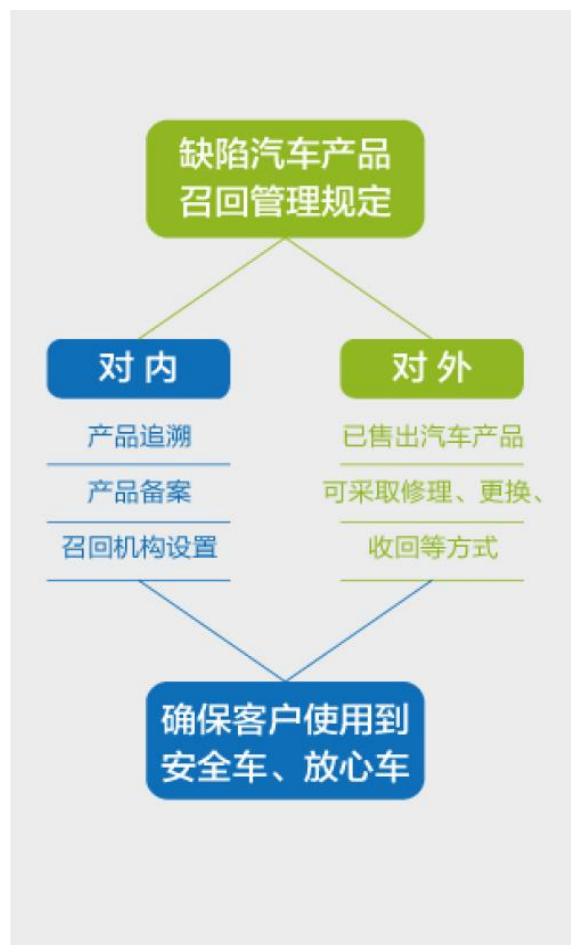 缺陷汽车产品
召回管理规定
对内
产品追溯
产品备案
召回机构设置
对外
已售出汽车产品
可采取修理、更换、
收回等方式
确保客户使用到
安全车、放心车